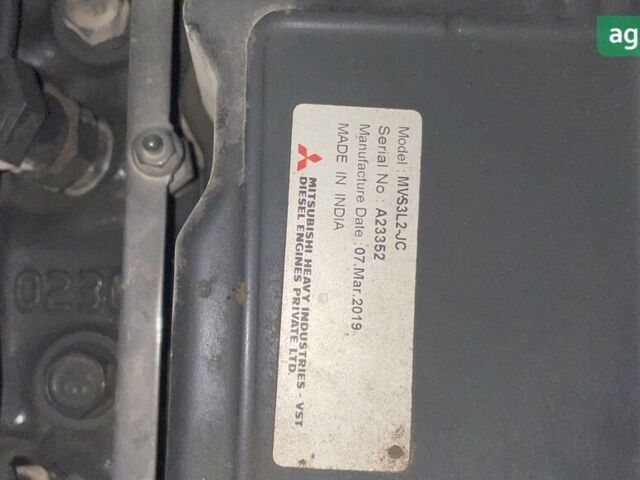 Model : MVS3L2-JC
Serial No : A23352
Manufacture Date : 07.Mar.2019
MADE IN INDIA
MITSUBISHI HEAVY INDUSTRIES - VST
DIESEL ENGINES PRIVATE LTD.
ag